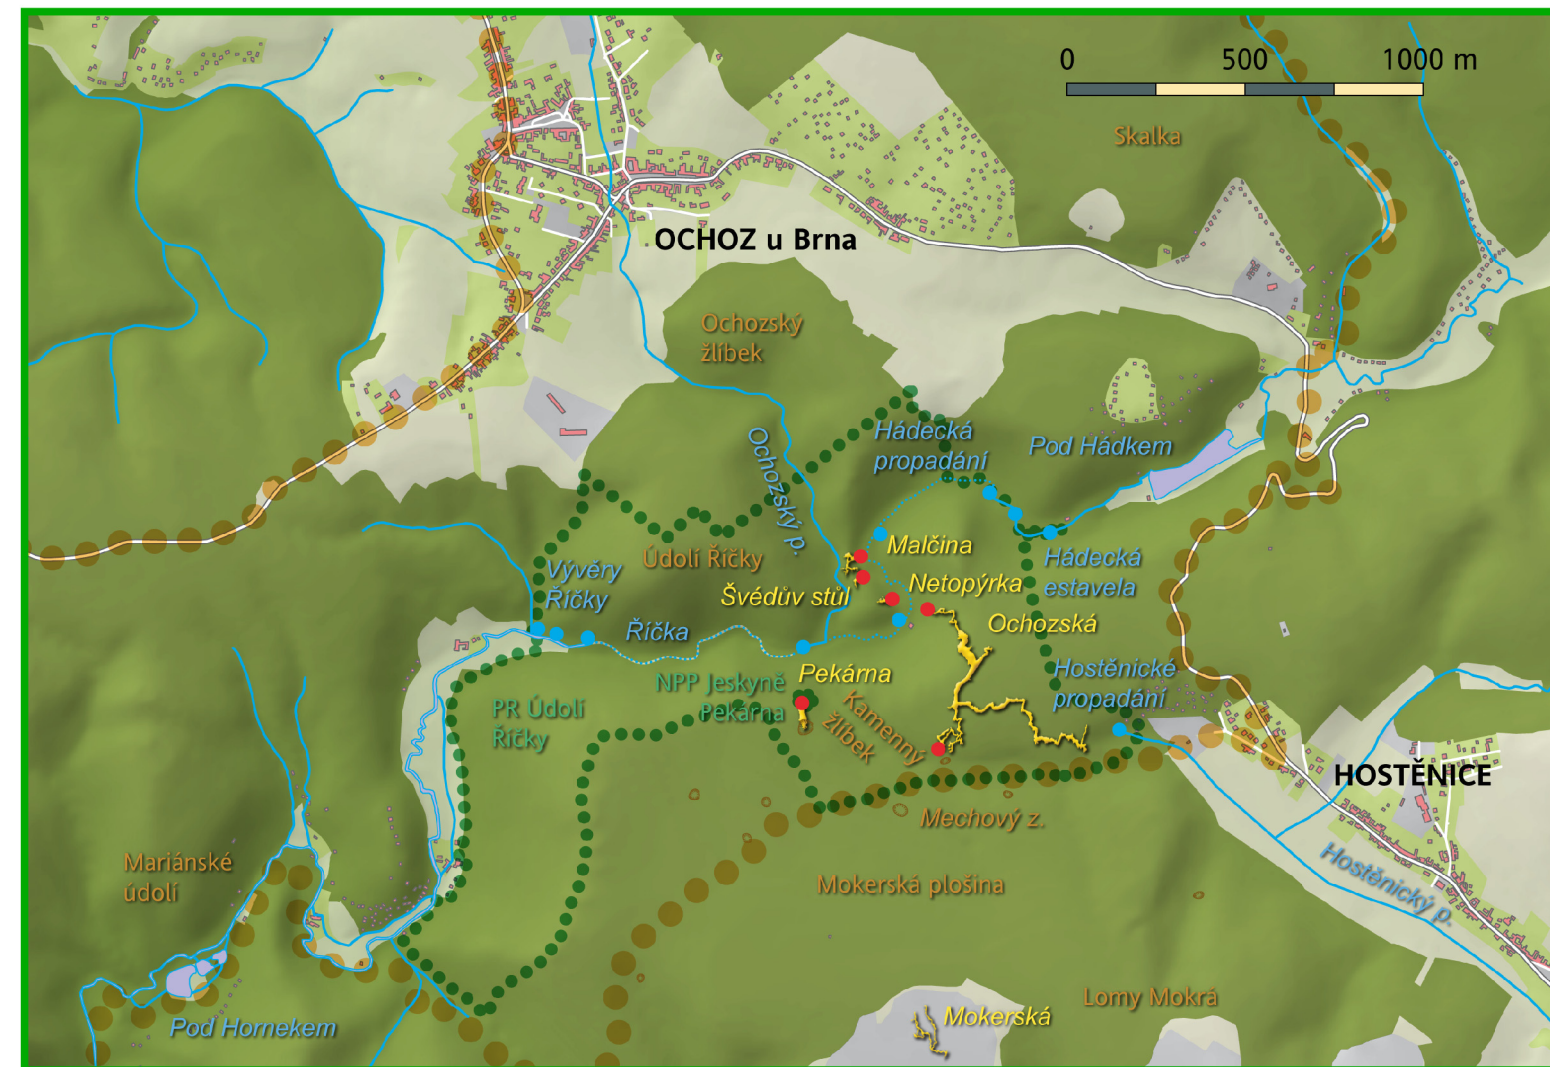 0 500 1000 m
Skalka
OCHOZ u Brna
Ochozský
žlíbek
Hádecká
propadání
Pod Hádkem
Ochozský p.
Malčina
Údolí Říčky
Hádecká
estavela
Vývěry
Říčky
Netopýrka
Švédův stůl
Ochozská
Říčka
Hostěnické
propadání
Pekárna
NPP Jeskyně
Pekárna
Kamenný
žlíbek
PR Údolí
Říčky
HOSTĚNICE
Mechový z.
Mariánské
údolí
Hostěnický p.
Mokerská plošina
Lomy Mokrá
Mokerská
Pod Hornekem